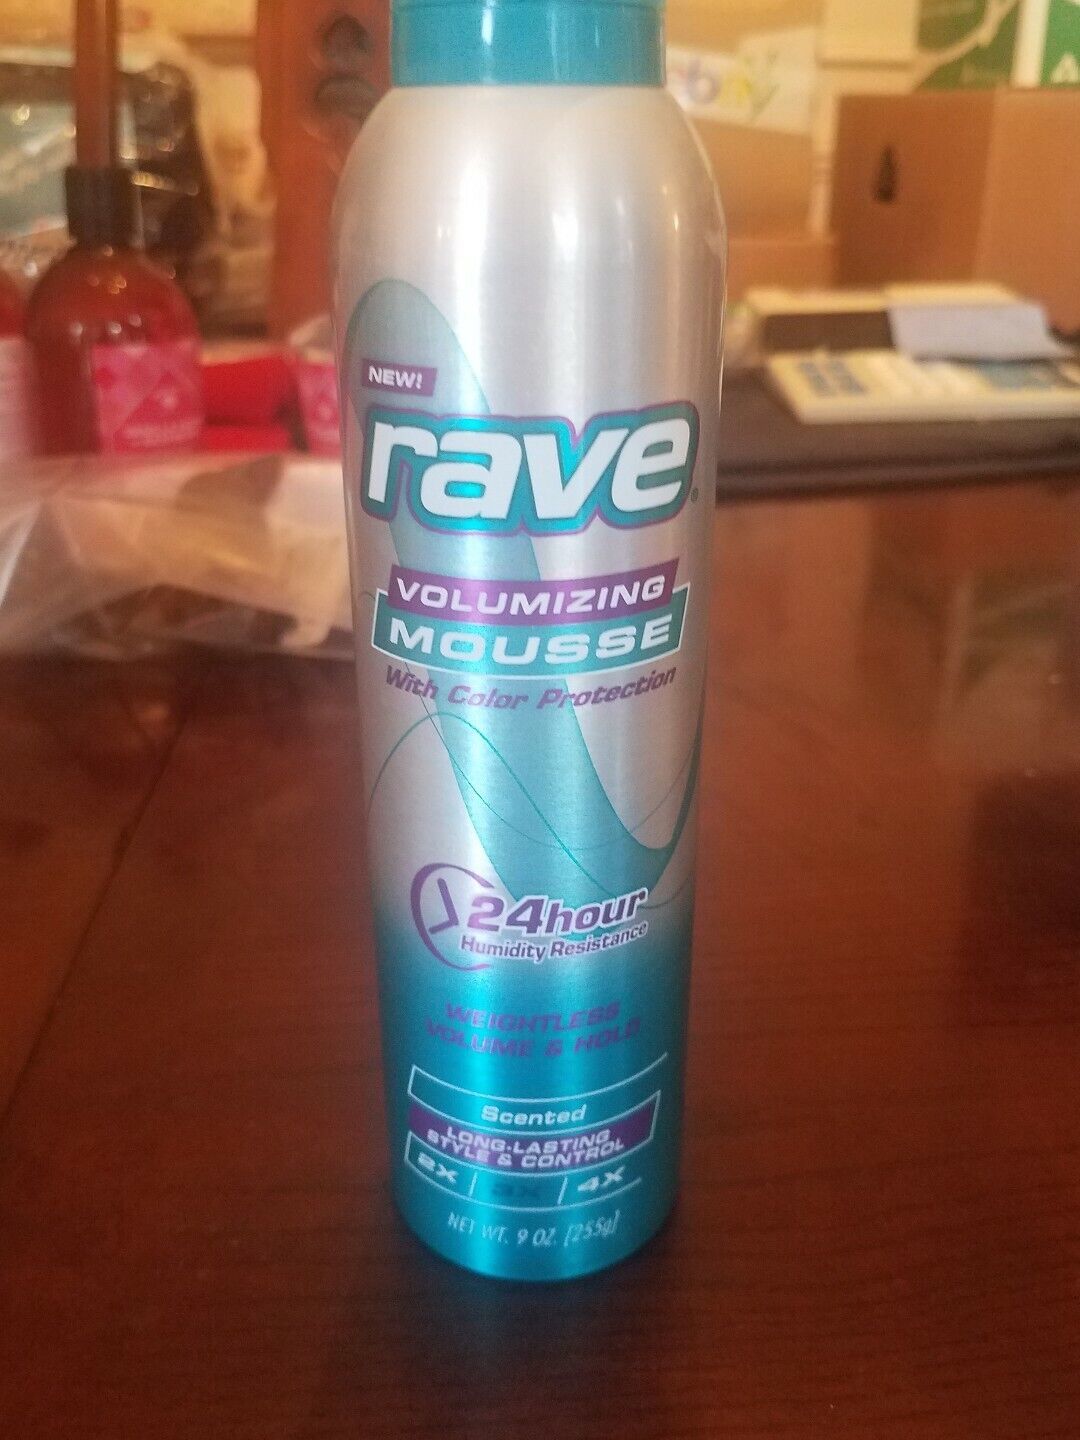 NEW!
rave®
VOLUMIZING
MOUSSE
With Color Protection
24hour
Humidity Resistance
WEIGHTLESS
VOLUME & HOLD
Scented
LONG-LASTING
STYLE & CONTROL
2X / 3X / 4X
NET WT. 9 OZ. [255g]